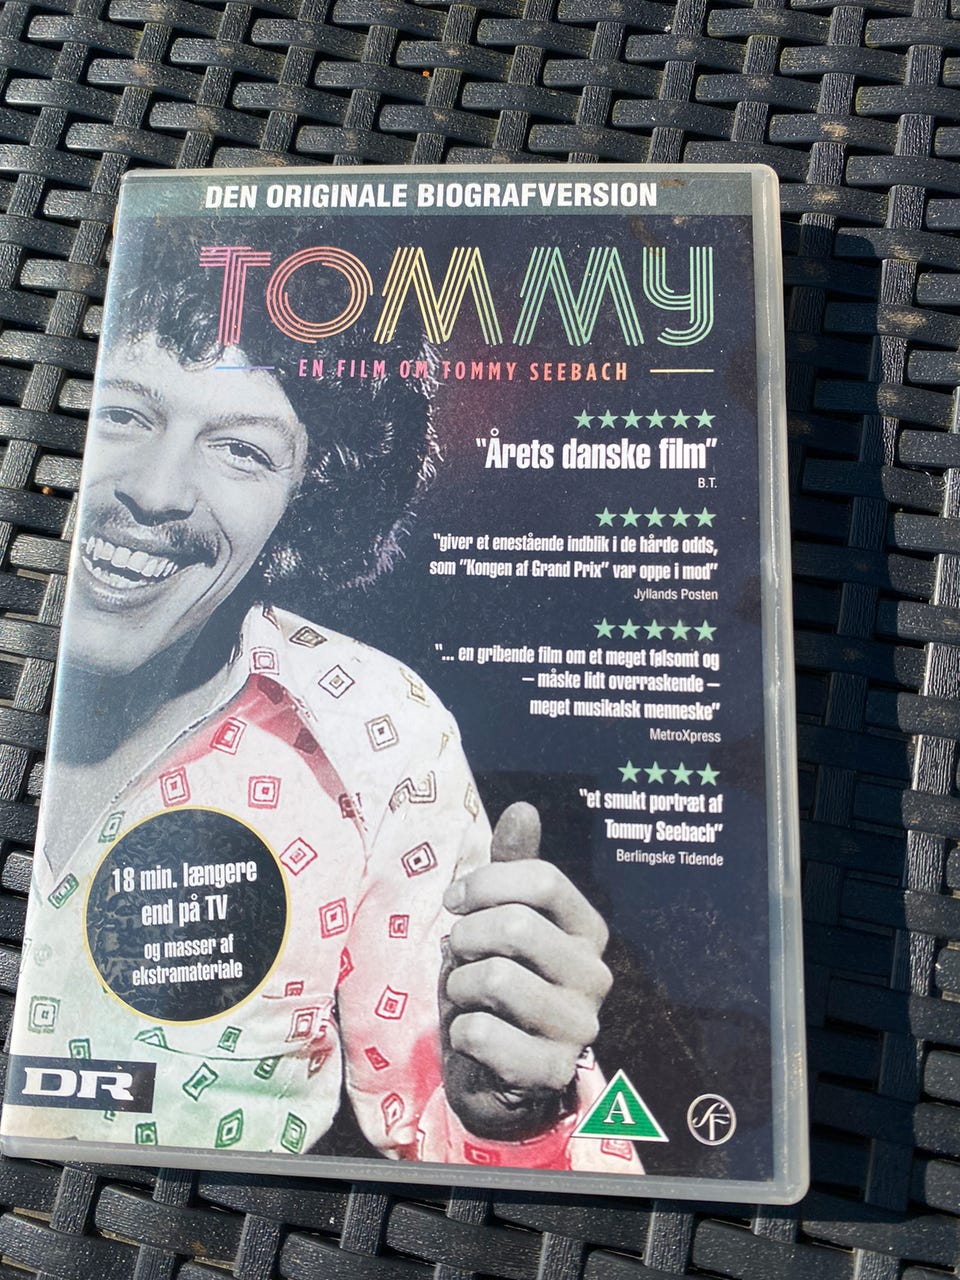 DEN ORIGINALE BIOGRAFVERSION
TOMMY
EN FILM OM TOMMY SEEBACH
"Årets danske film"
B.T.
"giver et enestående indblik i de hårde odds,
som "Kongen af Grand Prix" var oppe i mod"
Jyllands Posten
"... en gribende film om et meget følsomt og
– måske lidt overraskende –
meget musikalsk menneske"
MetroXpress
"et smukt portræt af
Tommy Seebach"
Berlingske Tidende
18 min. længere
end på TV
og masser af
ekstramateriale
DR
A
SF